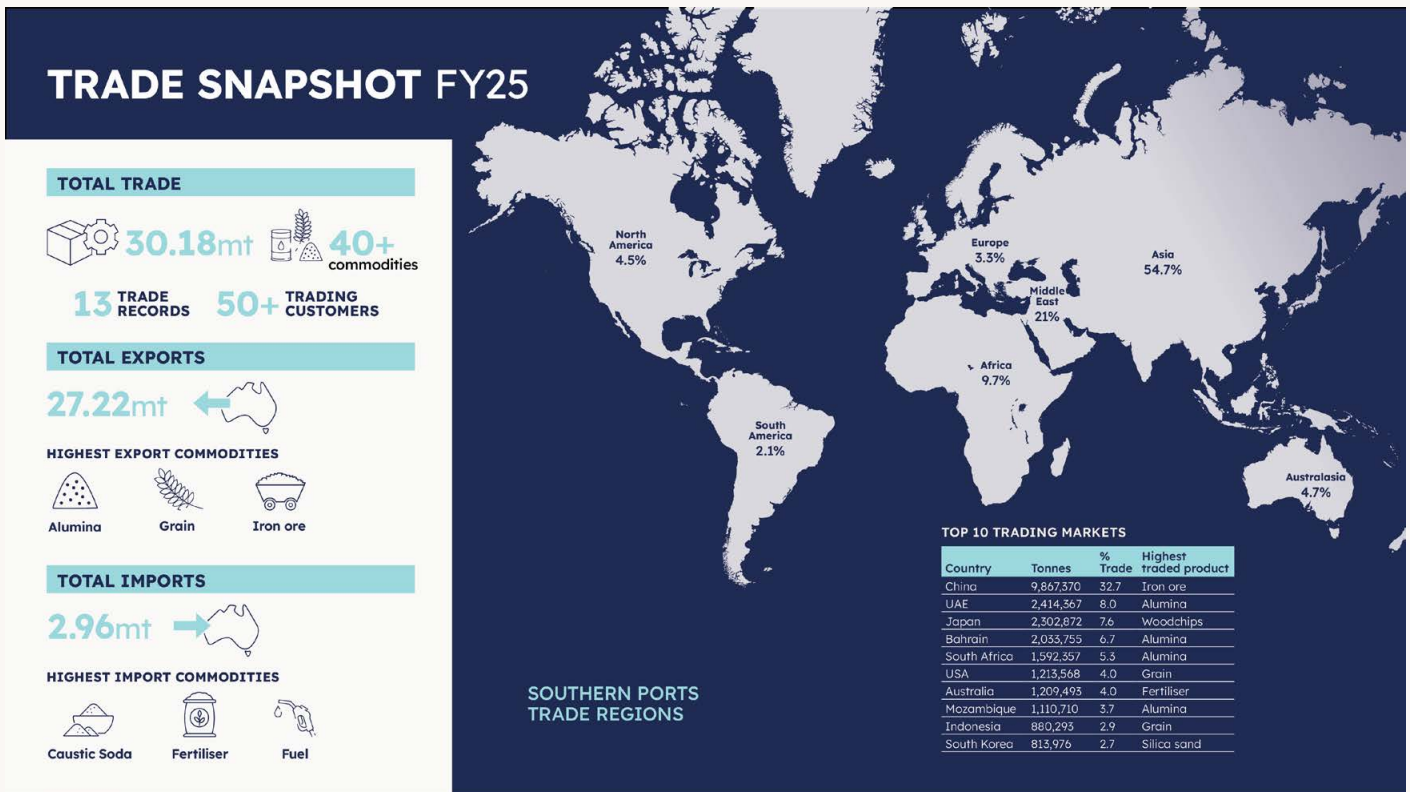 TRADE SNAPSHOT FY25
TOTAL TRADE
30.18mt
40+
commodities
13 TRADE
RECORDS
50+ TRADING
CUSTOMERS
TOTAL EXPORTS
27.22mt
HIGHEST EXPORT COMMODITIES
Alumina
Grain
Iron ore
TOTAL IMPORTS
2.96mt
HIGHEST IMPORT COMMODITIES
Caustic Soda
Fertiliser
Fuel
North
America
4.5%
Europe
3.3%
Asia
54.7%
Middle
East
21%
Africa
9.7%
South
America
2.1%
Australasia
4.7%
SOUTHERN PORTS
TRADE REGIONS
TOP 10 TRADING MARKETS
Country Tonnes % Trade Highest traded product
China 9,867,370 32.7 Iron ore
UAE 2,414,367 8.0 Alumina
Japan 2,302,872 7.6 Woodchips
Bahrain 2,033,755 6.7 Alumina
South Africa 1,592,357 5.3 Alumina
USA 1,213,568 4.0 Grain
Australia 1,209,493 4.0 Fertiliser
Mozambique 1,110,710 3.7 Alumina
Indonesia 880,293 2.9 Grain
South Korea 813,976 2.7 Silica sand